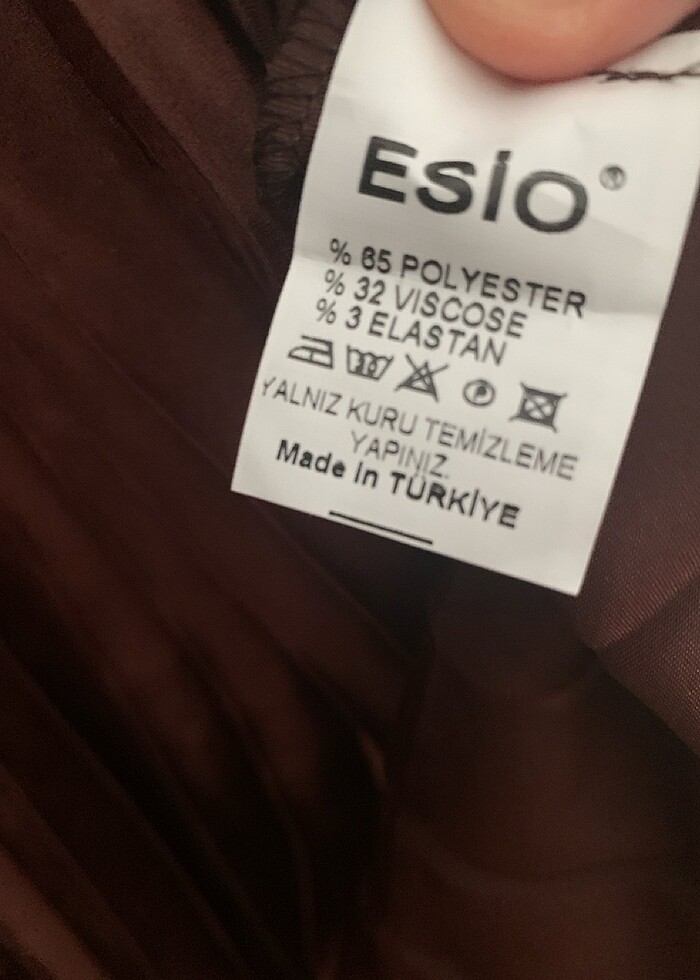 Esio®
% 65 POLYESTER
% 32 VISCOSE
% 3 ELASTAN
P
YALNIZ KURU TEMİZLEME
YAPINIZ.
Made in TÜRKİYE